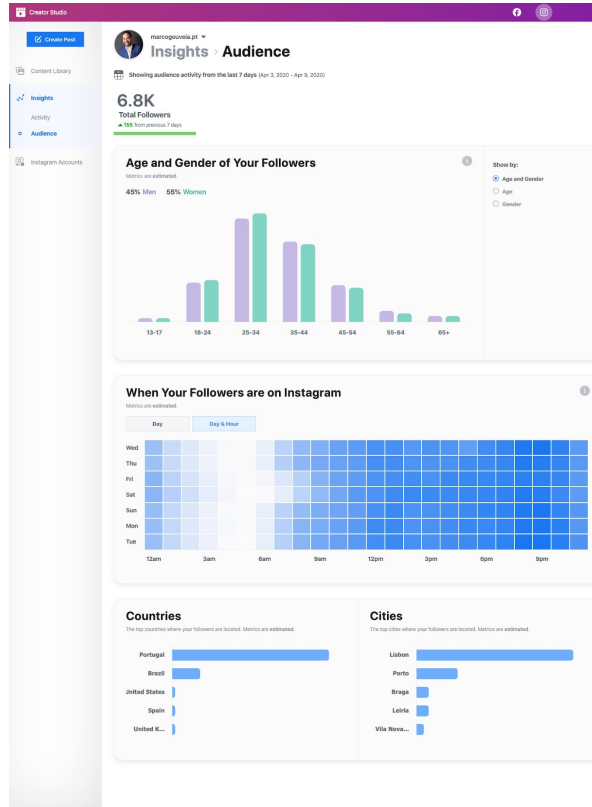 Creator Studio
Create Post
Content Library
Insights
Activity
Audience
Instagram Accounts
marcogouveia.pt
Insights > Audience
Showing audience activity from the last 7 days (Apr 3, 2020 - Apr 9, 2020)
6.8K
Total Followers
155 from previous 7 days
Age and Gender of Your Followers
Metrics are estimated.
45% Men 55% Women
13-17 18-24 25-34 35-44 45-54 55-64 65+
Show by:
Age and Gender
Age
Gender
When Your Followers are on Instagram
Metrics are estimated.
Day Day & Hour
Wed
Thu
Fri
Sat
Sun
Mon
Tue
12am 3am 6am 9am 12pm 3pm 6pm 9pm
Countries
The top countries where your followers are located. Metrics are estimated.
Portugal
Brazil
United States
Spain
United K...
Cities
The top cities where your followers are located. Metrics are estimated.
Lisbon
Porto
Braga
Leiria
Vila Nova...